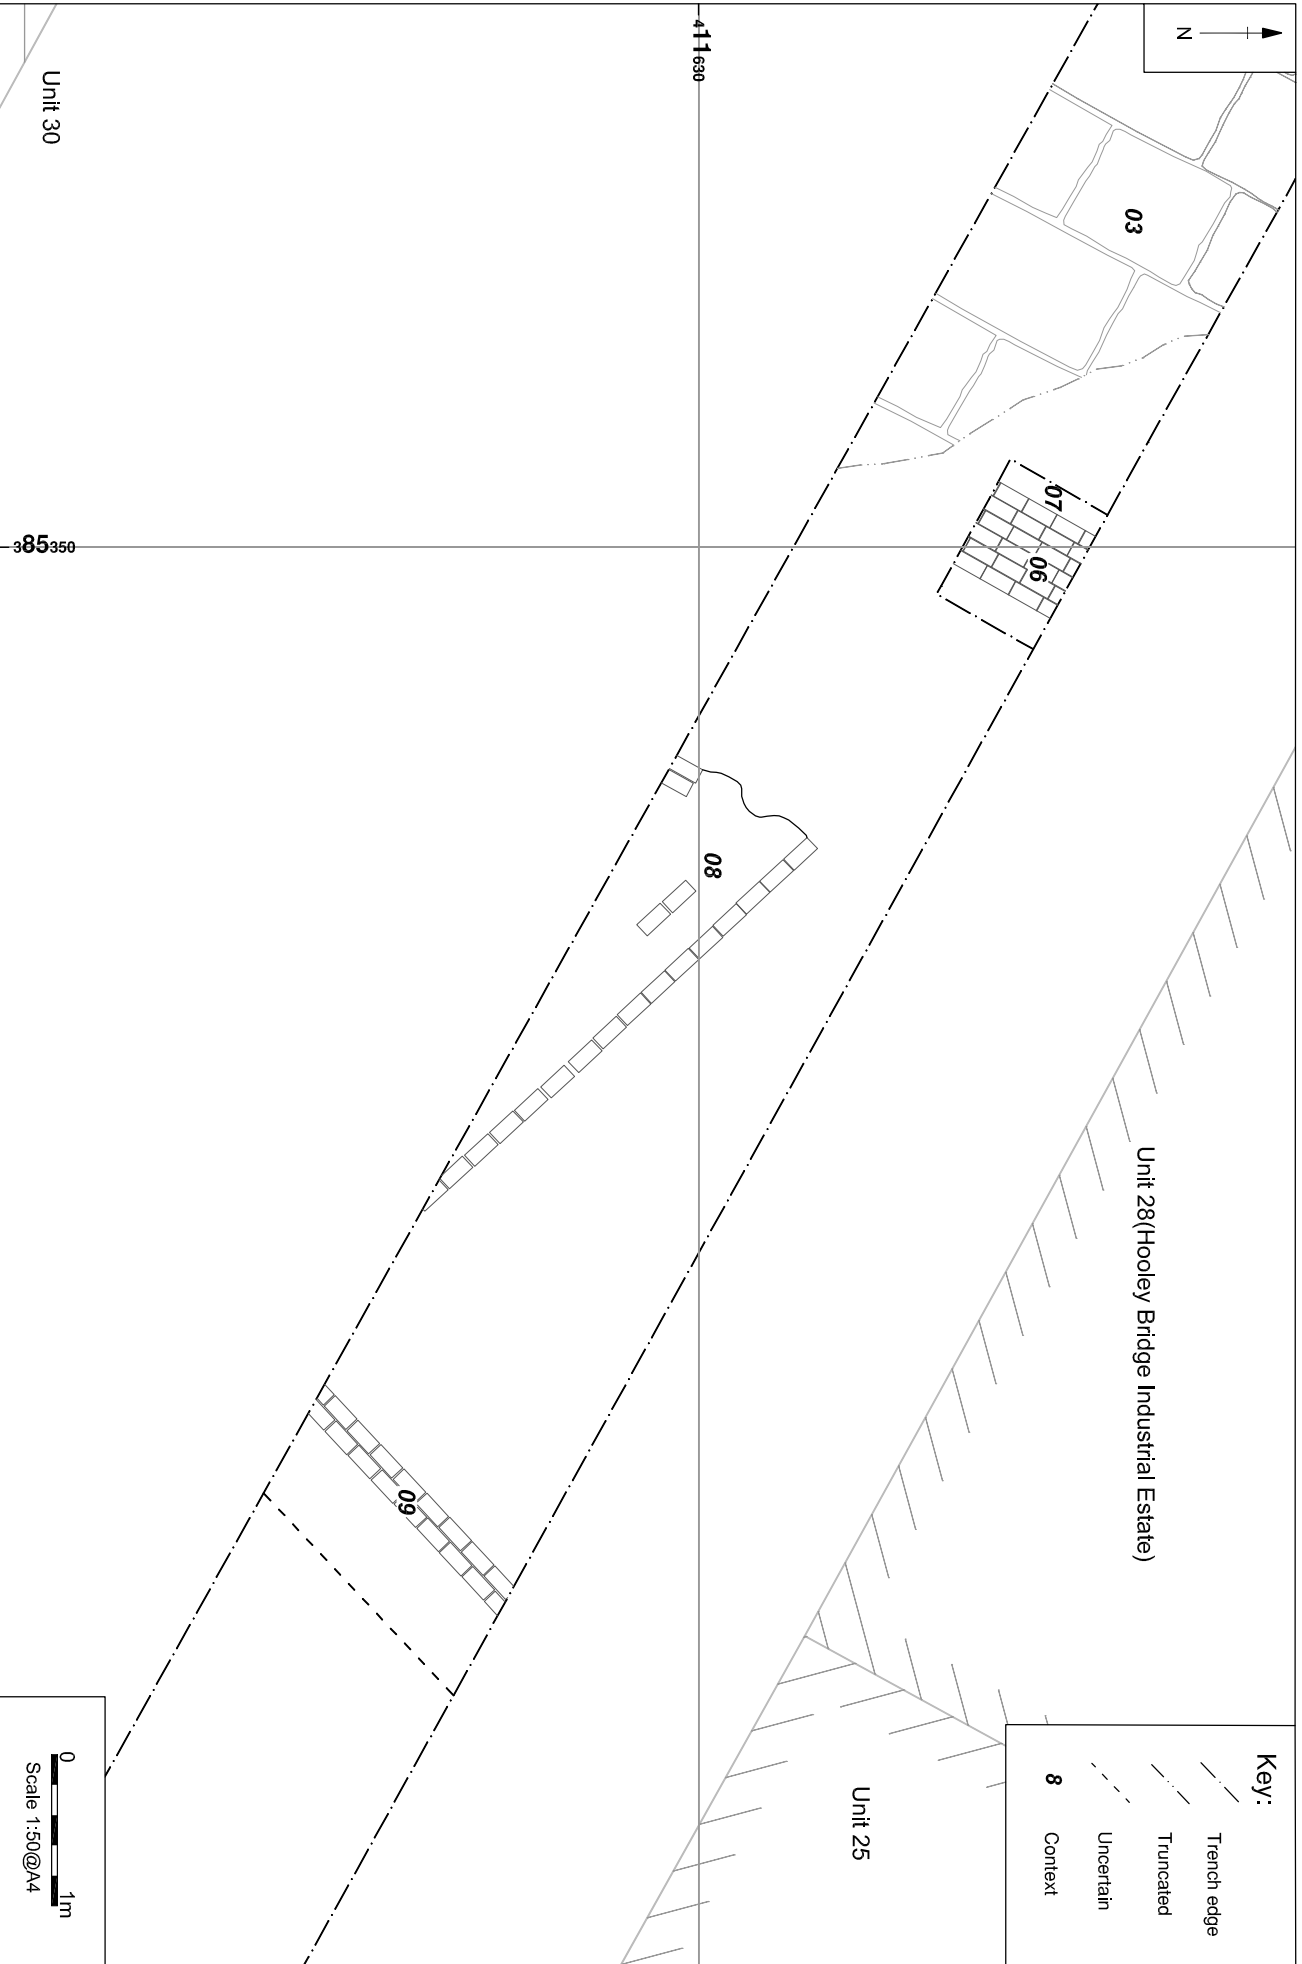 N
03
07
06
Unit 28(Hooley Bridge Industrial Estate)
411630
08
09
Unit 25
Unit 30
385350
Key:
Trench edge
Truncated
Uncertain
8 Context
0 1m
Scale 1:50@A4